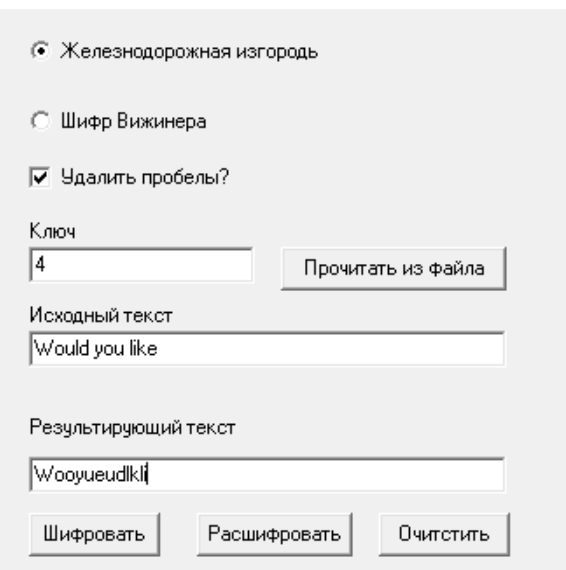 Железнодорожная изгородь
Шифр Вижинера
Удалить пробелы?
Ключ
4
Прочитать из файла
Исходный текст
Would you like
Результирующий текст
Wooyueudlkli
Шифровать Расшифровать Очитстить